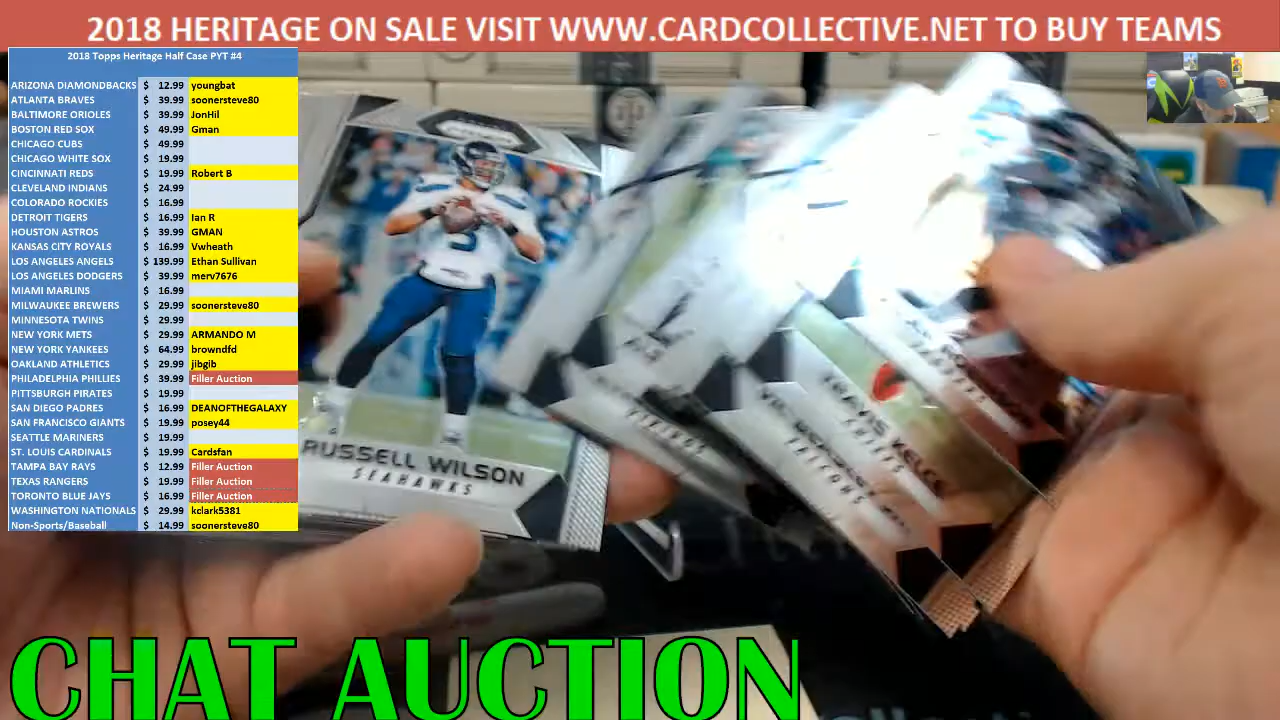 2018 HERITAGE ON SALE VISIT WWW.CARDCOLLECTIVE.NET TO BUY TEAMS
2018 Topps Heritage Half Case PYT #4
ARIZONA DIAMONDBACKS $ 12.99 youngbat
ATLANTA BRAVES $ 39.99 soonersteve80
BALTIMORE ORIOLES $ 39.99 JonHil
BOSTON RED SOX $ 49.99 Gman
CHICAGO CUBS $ 49.99
CHICAGO WHITE SOX $ 19.99
CINCINNATI REDS $ 19.99 Robert B
CLEVELAND INDIANS $ 24.99
COLORADO ROCKIES $ 16.99
DETROIT TIGERS $ 16.99 Ian R
HOUSTON ASTROS $ 39.99 GMAN
KANSAS CITY ROYALS $ 16.99 Vwheath
LOS ANGELES ANGELS $ 139.99 Ethan Sullivan
LOS ANGELES DODGERS $ 39.99 merv7676
MIAMI MARLINS $ 16.99
MILWAUKEE BREWERS $ 29.99 soonersteve80
MINNESOTA TWINS $ 29.99
NEW YORK METS $ 29.99 ARMANDO M
NEW YORK YANKEES $ 64.99 browndfd
OAKLAND ATHLETICS $ 29.99 jibgib
PHILADELPHIA PHILLIES $ 39.99 Filler Auction
PITTSBURGH PIRATES $ 19.99
SAN DIEGO PADRES $ 16.99 DEANOFTHEGALAXY
SAN FRANCISCO GIANTS $ 19.99 posey44
SEATTLE MARINERS $ 19.99
ST. LOUIS CARDINALS $ 19.99 Cardsfan
TAMPA BAY RAYS $ 12.99 Filler Auction
TEXAS RANGERS $ 19.99 Filler Auction
TORONTO BLUE JAYS $ 16.99 Filler Auction
WASHINGTON NATIONALS $ 29.99 kclark5381
Non-Sports/Baseball $ 14.99 soonersteve80
RUSSELL WILSON
SEAHAWKS
TRAVIS KELCE
CHIEFS
FALCONS
CHAT AUCTION